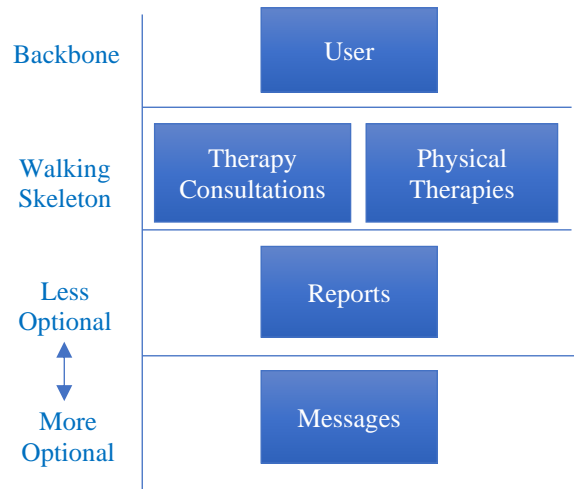 Backbone
User
Walking
Skeleton
Therapy
Consultations
Physical
Therapies
Less
Optional
Reports
More
Optional
Messages